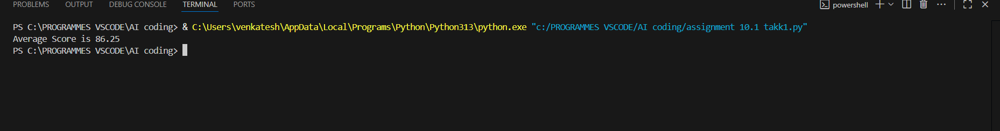 PROBLEMS OUTPUT DEBUG CONSOLE TERMINAL PORTS powershell
PS C:\PROGRAMMES VSCODE\AI coding> & C:\Users\venkatesh\AppData\Local\Programs\Python\Python313\python.exe "c:/PROGRAMMES VSCODE/AI coding/assignment 10.1 takk1.py"
Average Score is 86.25
PS C:\PROGRAMMES VSCODE\AI coding>